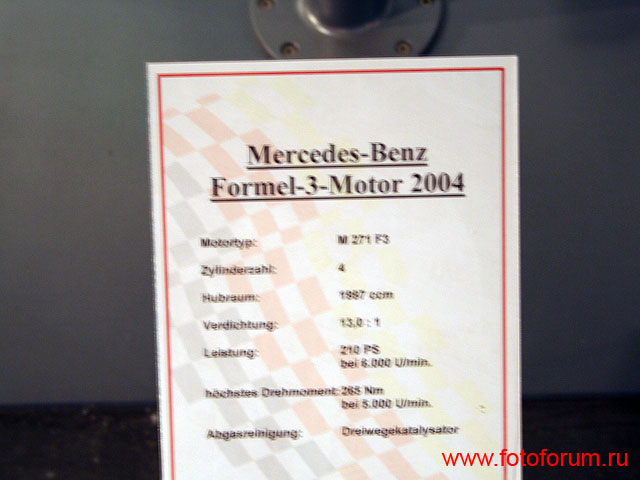 Mercedes-Benz
Formel-3-Motor 2004
Motortyp: M 271 F3
Zylinderzahl: 4
Hubraum: 1997 ccm
Verdichtung: 13,0 : 1
Leistung: 210 PS
bei 6.000 U/min.
höchstes Drehmoment: 265 Nm
bei 5.000 U/min.
Abgasreinigung: Dreiwegekatalysator
www.fotoforum.ru